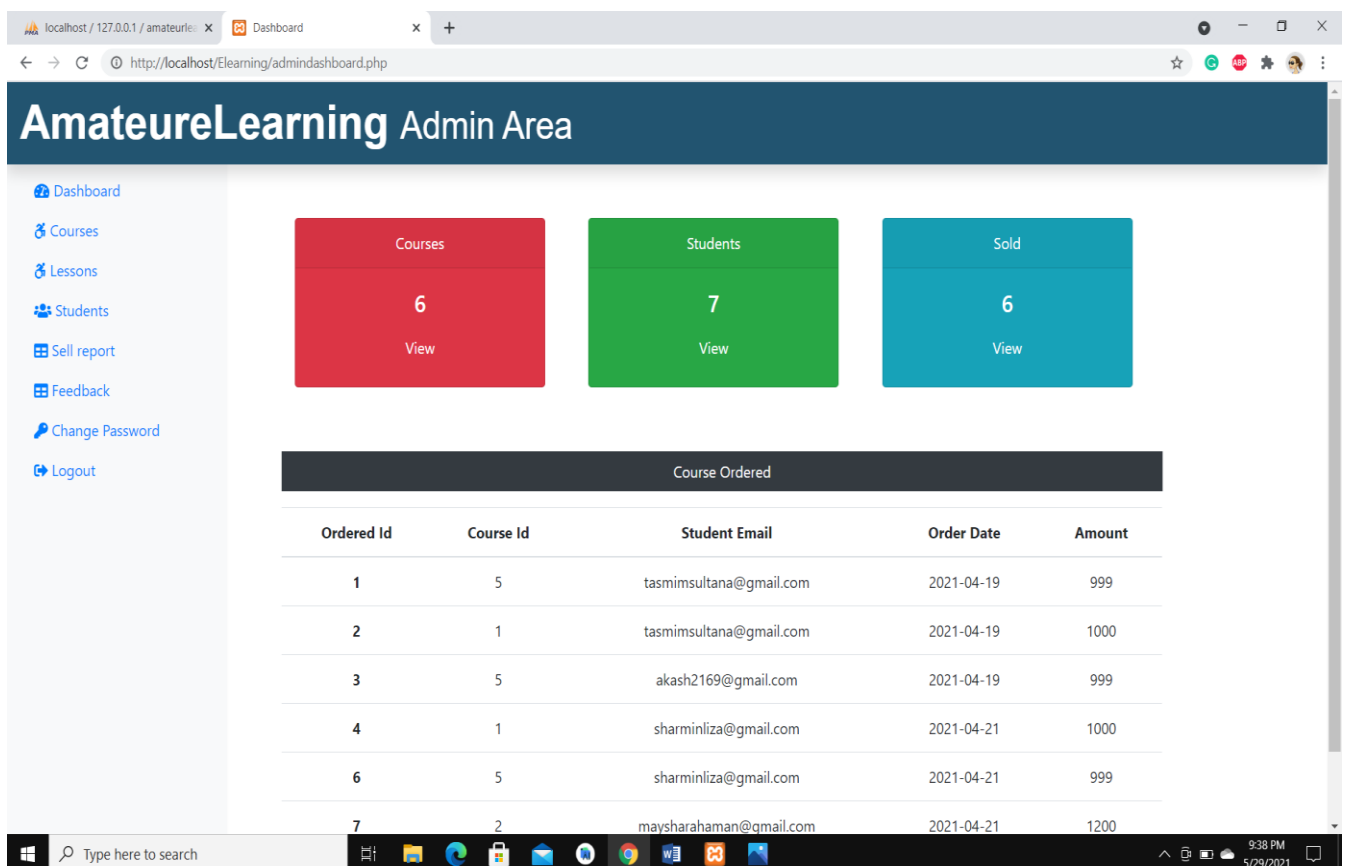 localhost / 127.0.0.1 / amateurle
Dashboard
http://localhost/Elearning/admindashboard.php
ABP
AmateureLearning Admin Area
Dashboard
Courses
Lessons
Students
Sell report
Feedback
Change Password
Logout
Courses
6
View
Students
7
View
Sold
6
View
Course Ordered
Ordered Id Course Id Student Email Order Date Amount
1 5 tasmimsultana@gmail.com 2021-04-19 999
2 1 tasmimsultana@gmail.com 2021-04-19 1000
3 5 akash2169@gmail.com 2021-04-19 999
4 1 sharminliza@gmail.com 2021-04-21 1000
6 5 sharminliza@gmail.com 2021-04-21 999
7 2 maysharahaman@gmail.com 2021-04-21 1200
Type here to search
9:38 PM
5/29/2021